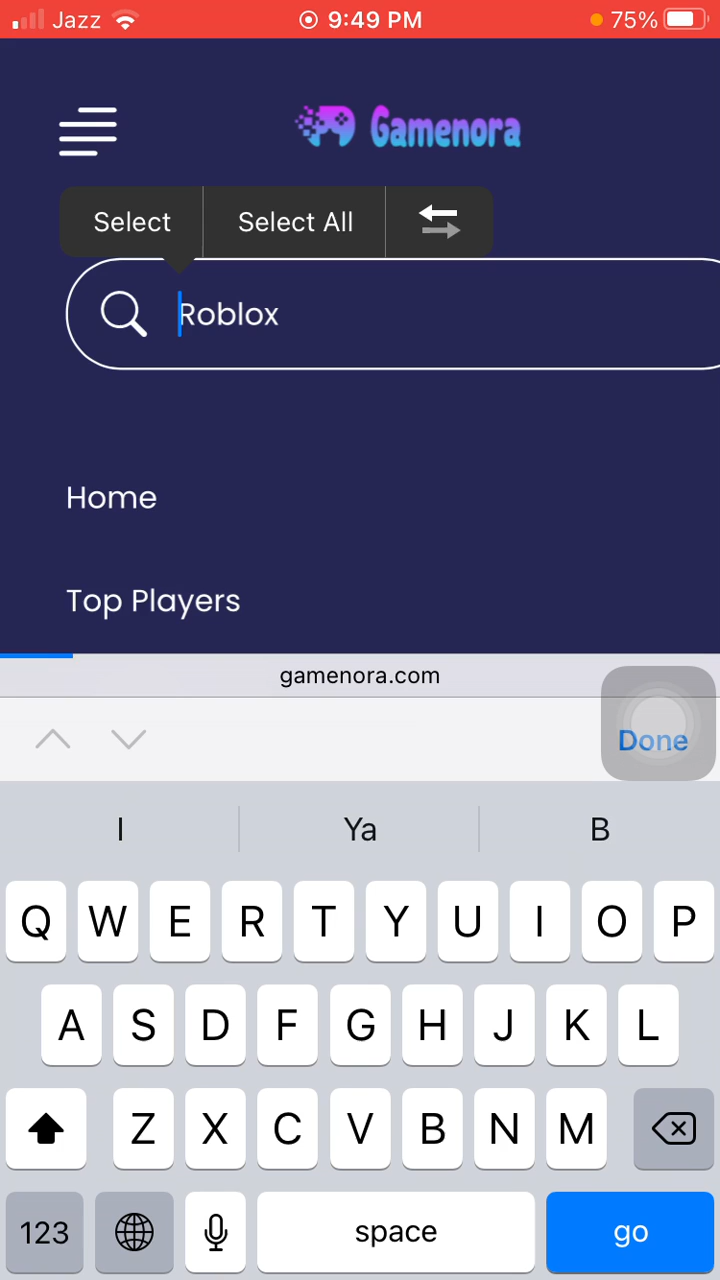 Jazz 9:49 PM 75%
Gamenora
Select Select All
Roblox
Home
Top Players
gamenora.com
Done
I Ya B
Q W E R T Y U I O P
A S D F G H J K L
Z X C V B N M
123 space go